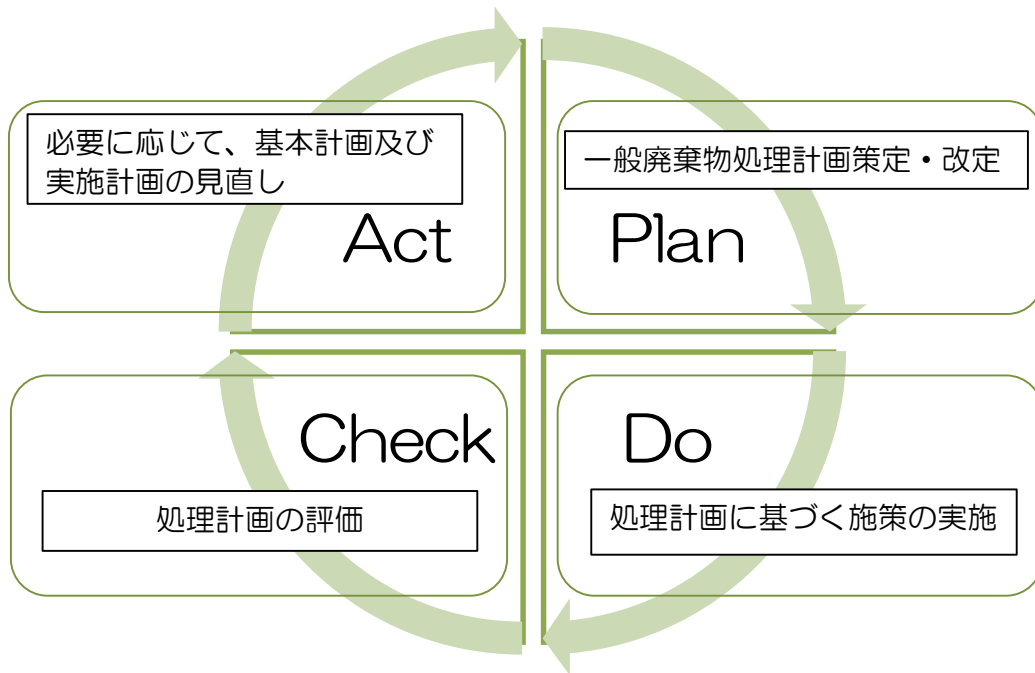 必要に応じて、基本計画及び
実施計画の見直し
Act
一般廃棄物処理計画策定・改定
Plan
Check
処理計画の評価
Do
処理計画に基づく施策の実施